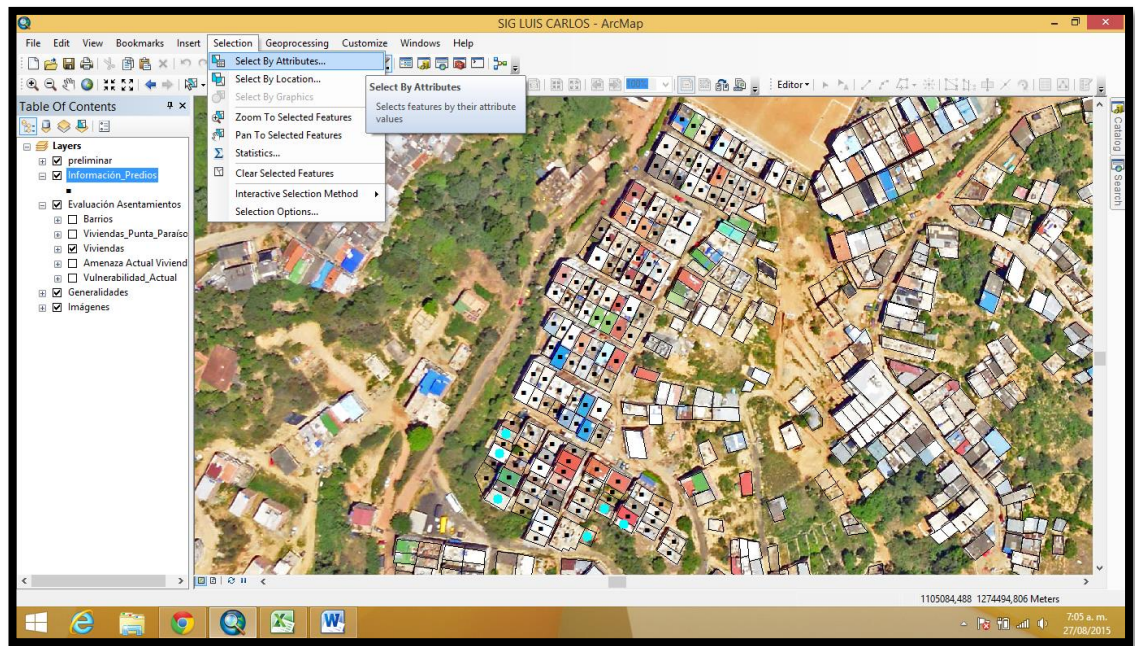 SIG LUIS CARLOS - ArcMap
File Edit View Bookmarks Insert Selection Geoprocessing Customize Windows Help
Select By Attributes...
Select By Location...
Select By Graphics
Zoom To Selected Features
Pan To Selected Features
Statistics...
Clear Selected Features
Interactive Selection Method
Selection Options...
Select By Attributes
Selects features by their attribute
values
100%
Editor
Table Of Contents
Layers
preliminar
Información_Predios
Evaluación Asentamientos
Barrios
Viviendas_Punta_Paraíso
Viviendas
Amenaza Actual Viviend
Vulnerabilidad_Actual
Generalidades
Imágenes
Catalog
Search
1105084,488 1274494,806 Meters
7:05 a. m.
27/08/2015